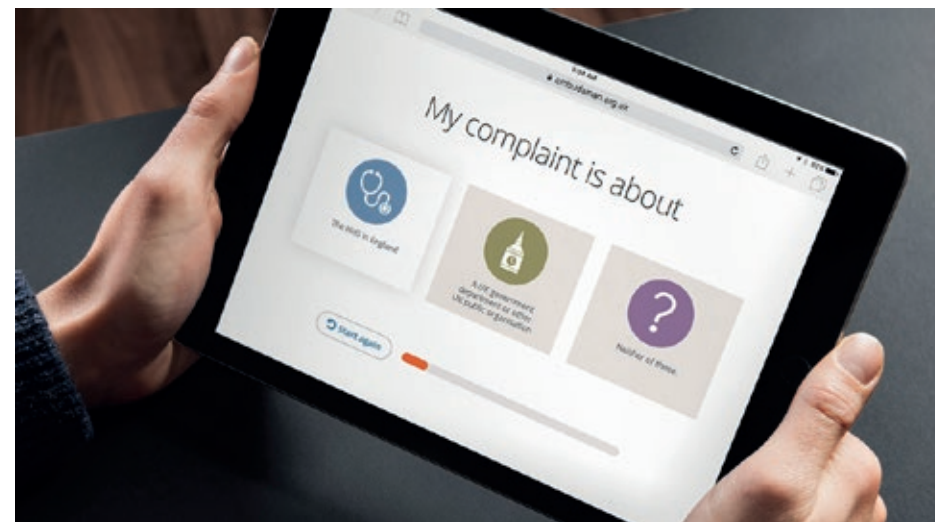 ombudsman.org.uk
My complaint is about
The NHS in England
A UK government
department or other
UK public organisation
Neither of these
Start again